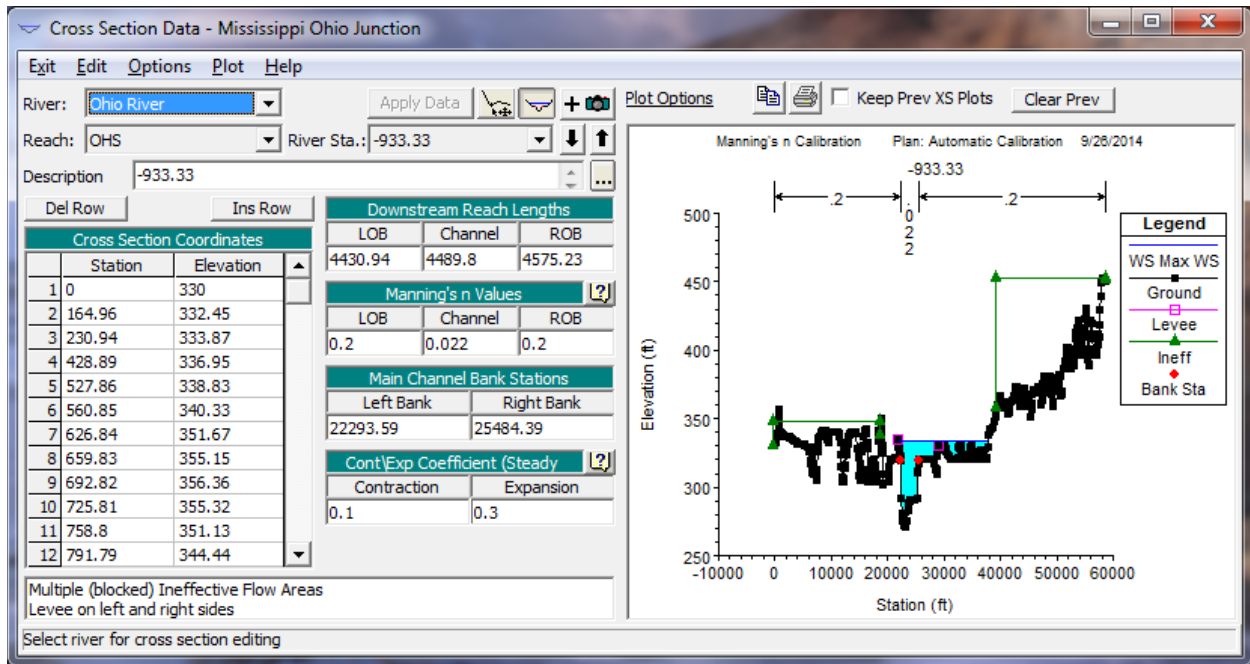 Cross Section Data - Mississippi Ohio Junction
Exit Edit Options Plot Help
River: Ohio River
Apply Data
Reach: OHS
River Sta.: -933.33
Description -933.33
...
Del Row Ins Row
Cross Section Coordinates
Station Elevation
1 0 330
2 164.96 332.45
3 230.94 333.87
4 428.89 336.95
5 527.86 338.83
6 560.85 340.33
7 626.84 351.67
8 659.83 355.15
9 692.82 356.36
10 725.81 355.32
11 758.8 351.13
12 791.79 344.44
Downstream Reach Lengths
LOB Channel ROB
4430.94 4489.8 4575.23
Manning's n Values
LOB Channel ROB
0.2 0.022 0.2
Main Channel Bank Stations
Left Bank Right Bank
22293.59 25484.39
Cont\Exp Coefficient (Steady
Contraction Expansion
0.1 0.3
Multiple (blocked) Ineffective Flow Areas
Levee on left and right sides
Select river for cross section editing
Plot Options
Keep Prev XS Plots
Clear Prev
Manning's n Calibration Plan: Automatic Calibration 9/26/2014
-933.33
.2
.022
.2
Elevation (ft)
500
450
400
350
300
250
-10000 0 10000 20000 30000 40000 50000 60000
Station (ft)
Legend
WS Max WS
Ground
Levee
Ineff
Bank Sta